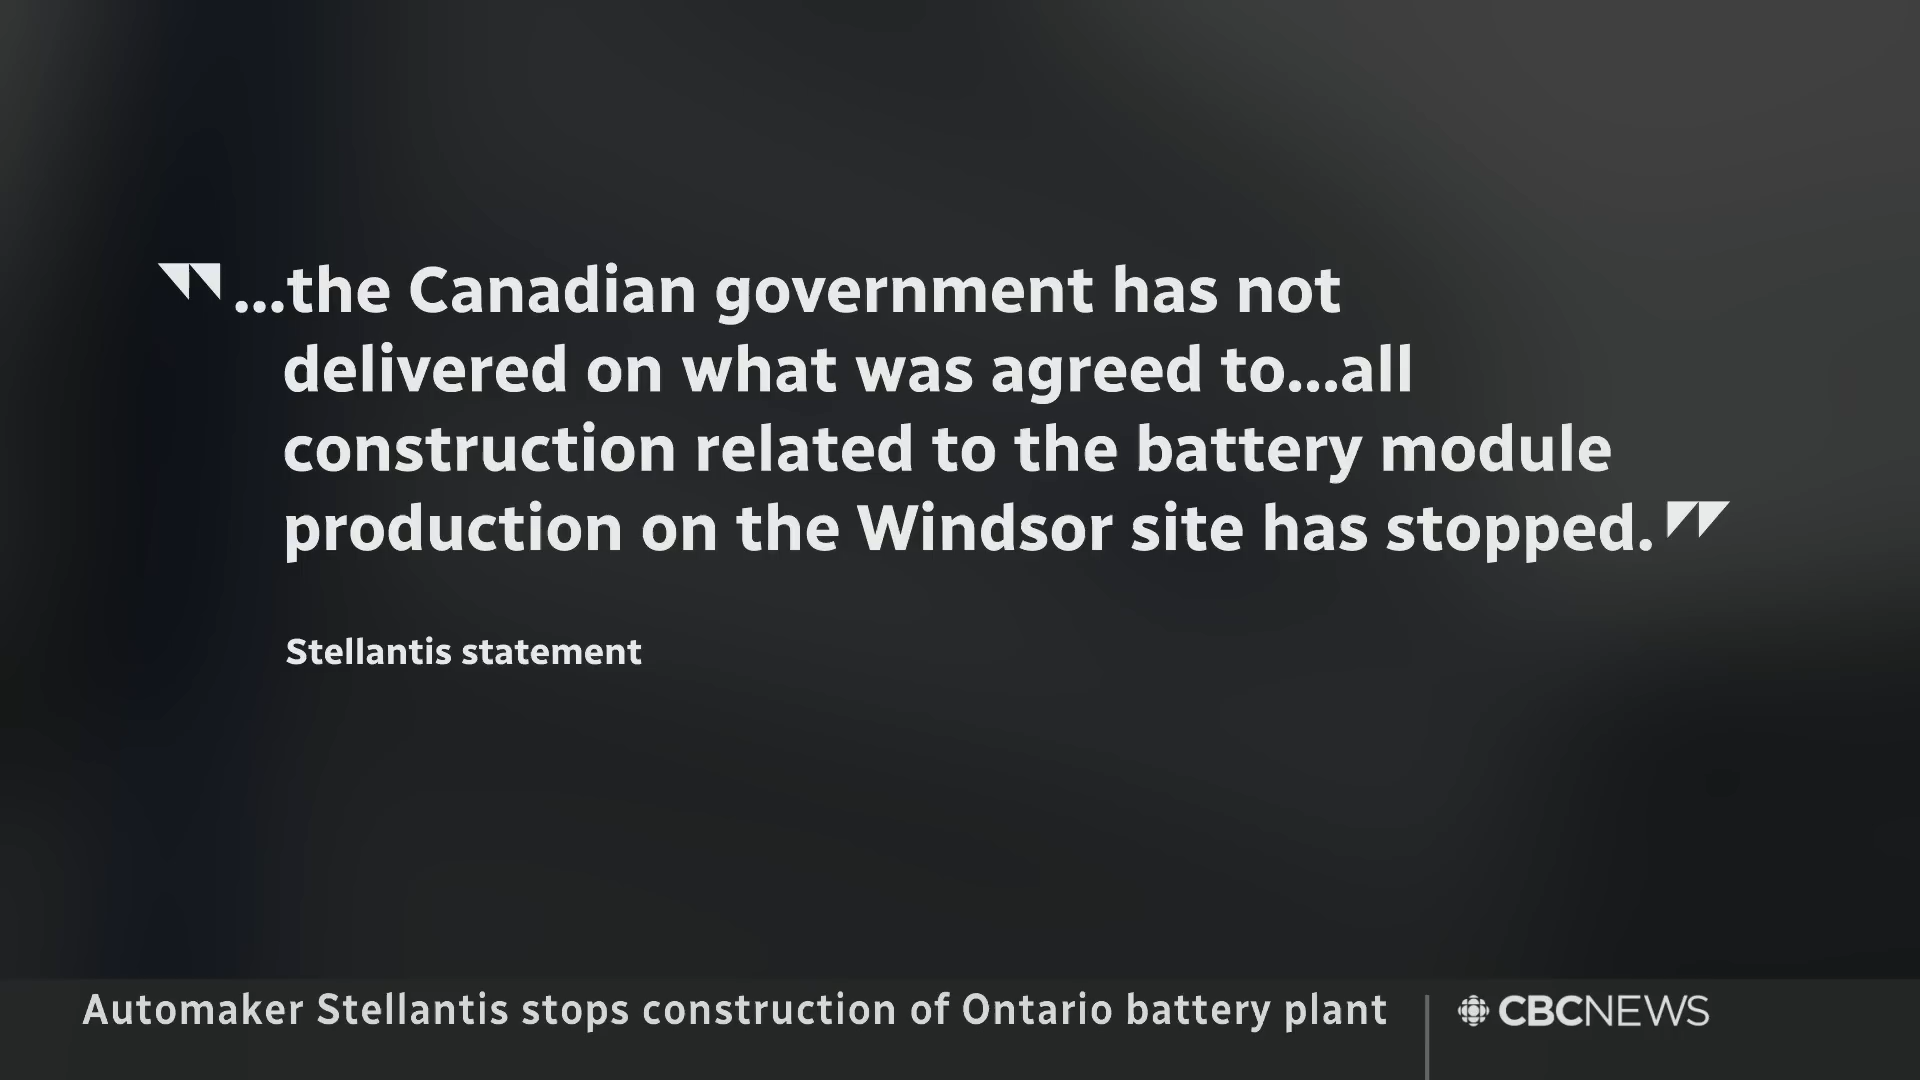 "...the Canadian government has not
delivered on what was agreed to...all
construction related to the battery module
production on the Windsor site has stopped."
Stellantis statement
Automaker Stellantis stops construction of Ontario battery plant
CBCNEWS